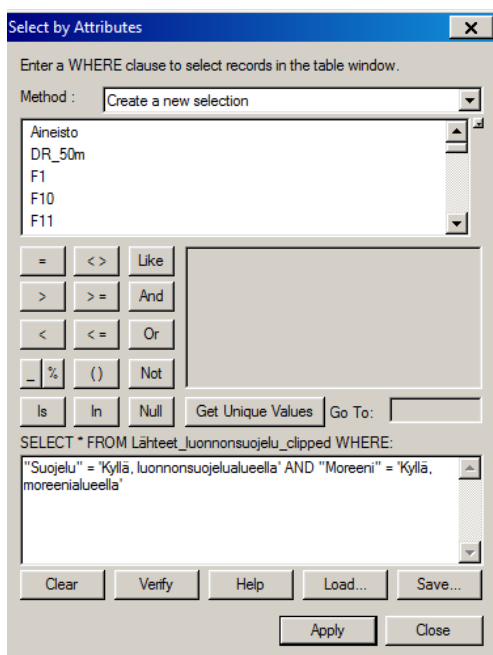 Select by Attributes
Enter a WHERE clause to select records in the table window.
Method : Create a new selection
Aineisto
DR_50m
F1
F10
F11
= < > Like
> > = And
< < = Or
_ % () Not
Is In Null Get Unique Values Go To:
SELECT * FROM Lähteet_luonnonsuojelu_clipped WHERE:
"Suojelu" = 'Kyllä, luonnonsuojelualueella' AND "Moreeni" = 'Kyllä,
moreenialueella'
Clear Verify Help Load... Save...
Apply Close